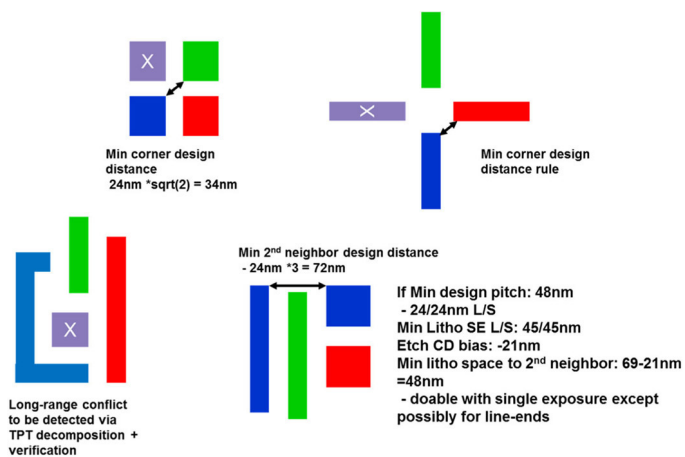 X
Min corner design
distance
24nm *sqrt(2) = 34nm
X
Min corner design
distance rule
X
Long-range conflict
to be detected via
TPT decomposition +
verification
Min 2nd neighbor design distance
- 24nm *3 = 72nm
If Min design pitch: 48nm
- 24/24nm L/S
Min Litho SE L/S: 45/45nm
Etch CD bias: -21nm
Min litho space to 2nd neighbor: 69-21nm
=48nm
- doable with single exposure except
possibly for line-ends